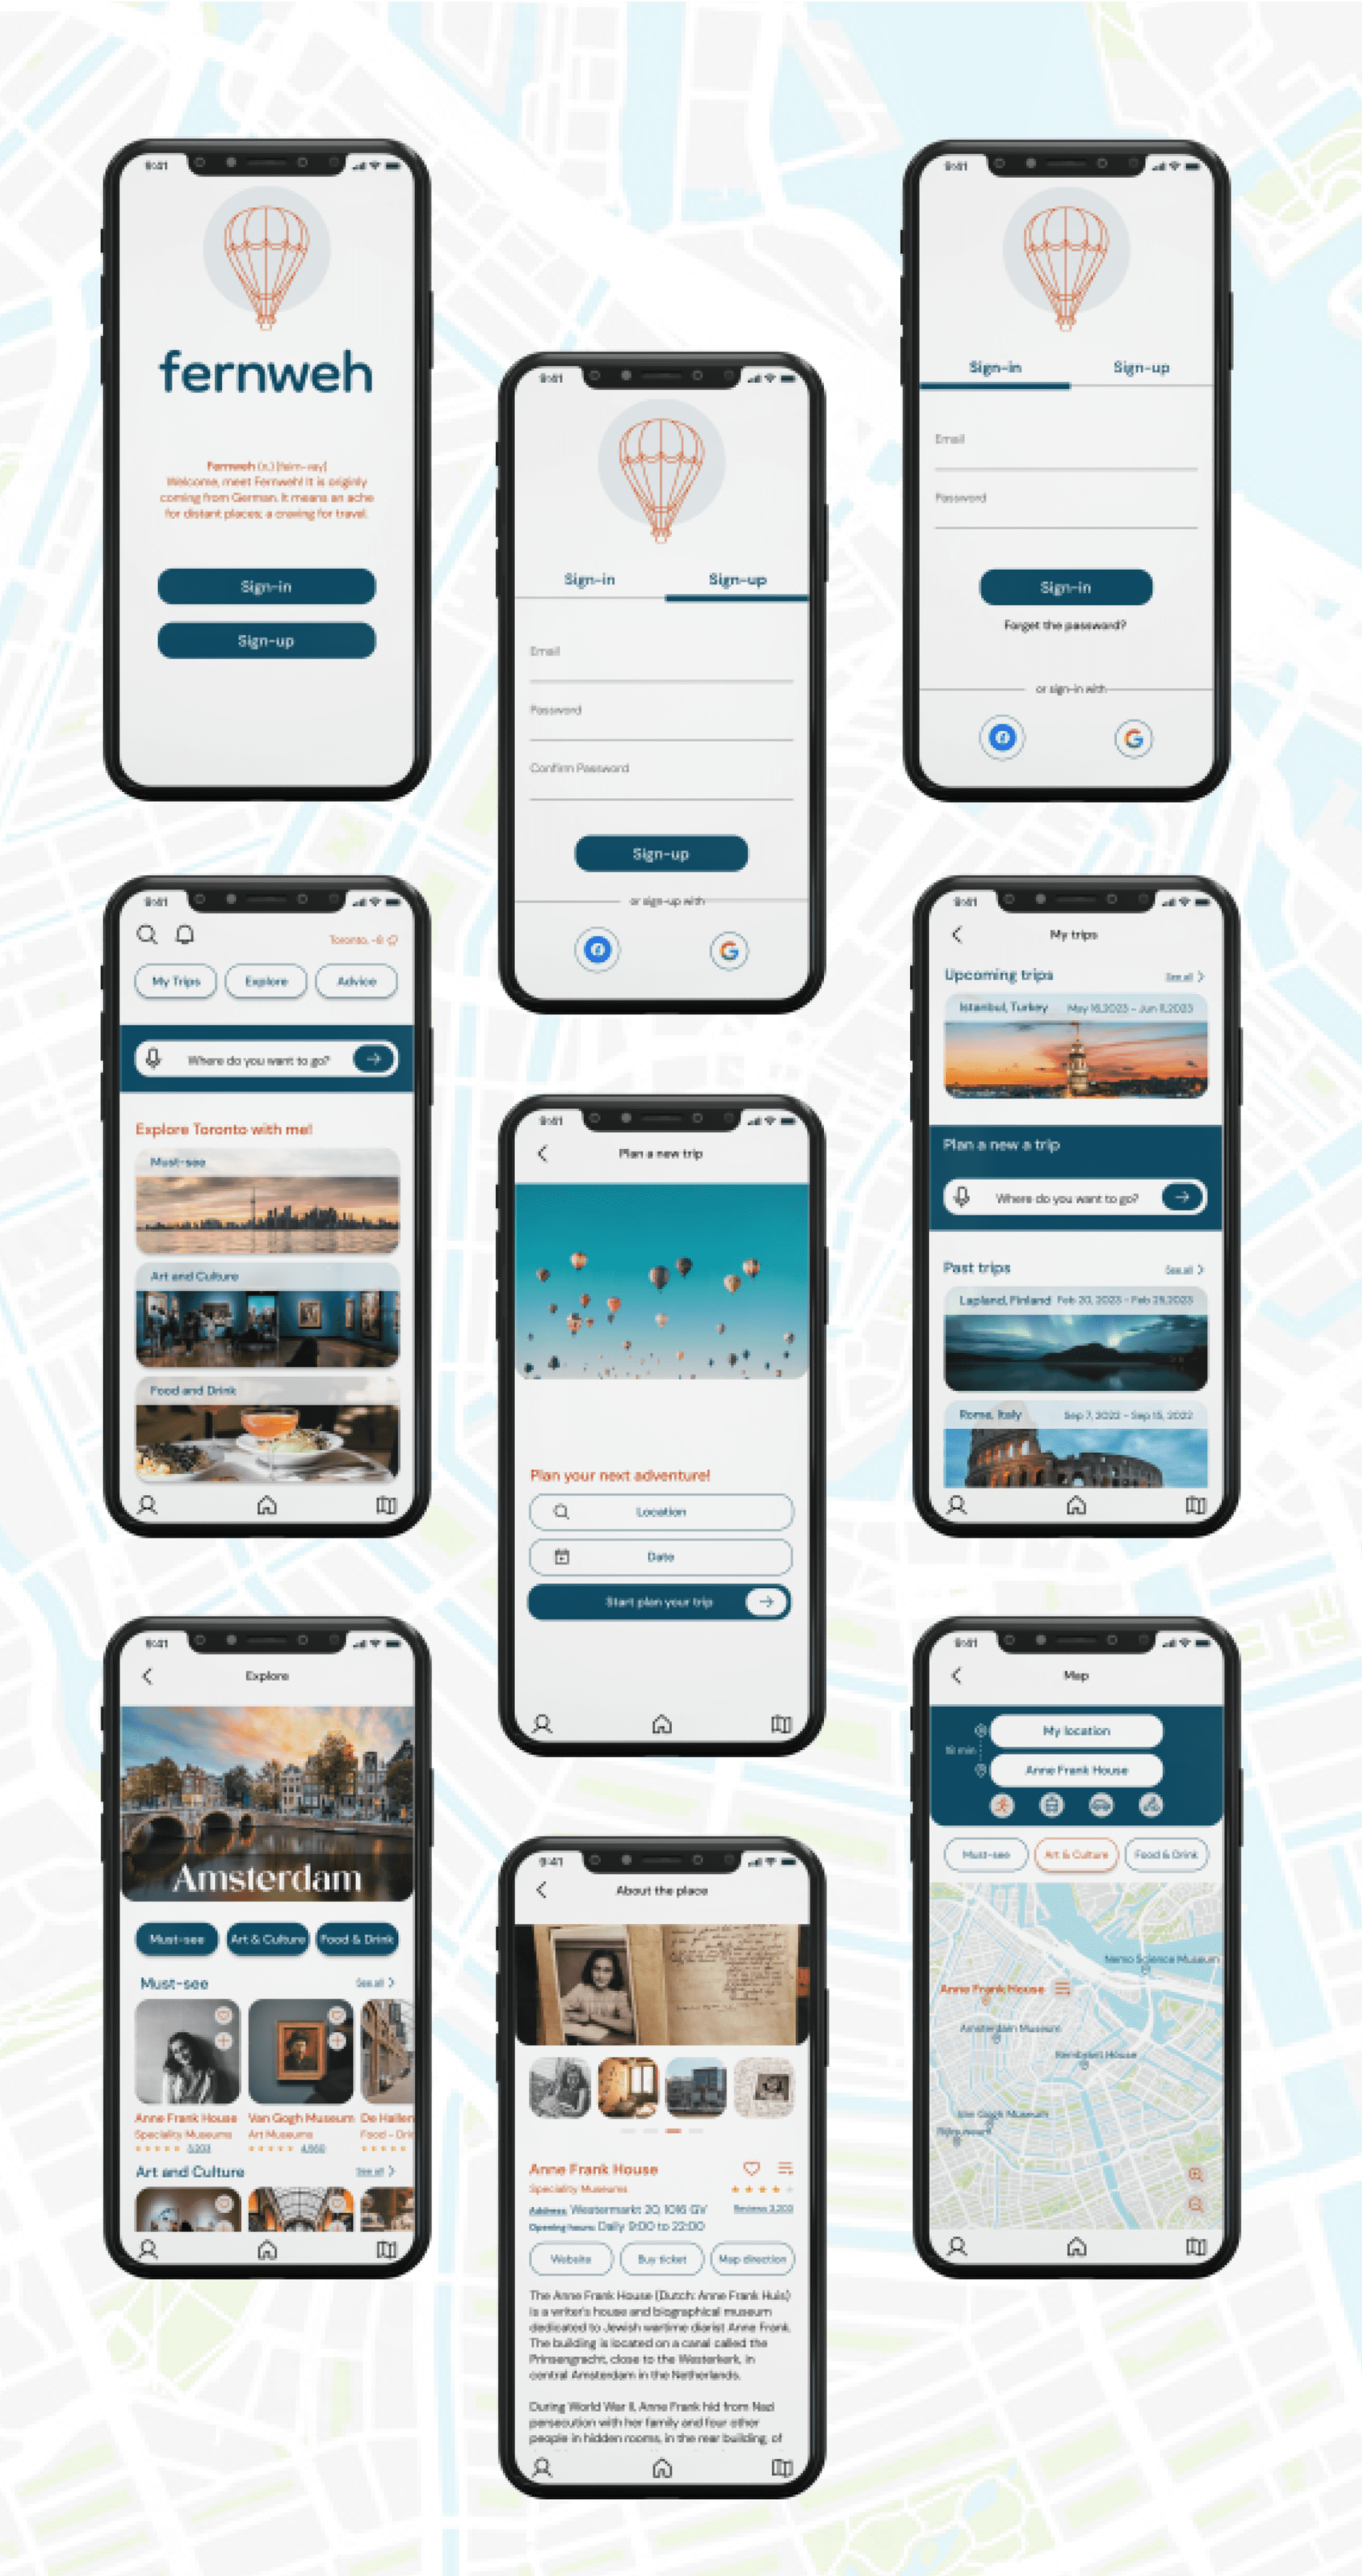 9:41
fernweh
Fernweh (n.) [feirn-vay]
Welcome, meet Fernweh! It is originly
coming from German. It means an ache
for distant places; a craving for travel.
Sign-in
Sign-up
9:41
Sign-in Sign-up
Email
Password
Confirm Password
Sign-up
or sign-up with
9:41
Sign-in Sign-up
Email
Password
Sign-in
Forget the password?
or sign-in with
9:41
Toronto, -8
My Trips Explore Advice
Where do you want to go?
Explore Toronto with me!
Must-see
Art and Culture
Food and Drink
9:41
Plan a new trip
Plan your next adventure!
Location
Date
Start plan your trip
9:41
My trips
Upcoming trips See all
Istanbul, Turkey May 16,2023 - Jun 11,2023
Plan a new a trip
Where do you want to go?
Past trips See all
Lapland, Finland Feb 20, 2023 - Feb 25,2023
Rome, Italy Sep 7, 2022 - Sep 15, 2022
9:41
Explore
Amsterdam
Must-see Art & Culture Food & Drink
Must-see See all
Anne Frank House Van Gogh Museum De Hallen
Speciality Museums Art Museums Food - Drin
3,203 4,960
Art and Culture See all
9:41
About the place
Anne Frank House
Speciality Museums
Address: Westermarkt 20, 1016 GV Reviews 3,203
Opening hours: Daily 9:00 to 22:00
Website Buy ticket Map direction
The Anne Frank House (Dutch: Anne Frank Huis)
is a writer's house and biographical museum
dedicated to Jewish wartime diarist Anne Frank.
The building is located on a canal called the
Prinsengracht, close to the Westerkerk, in
central Amsterdam in the Netherlands.
During World War II, Anne Frank hid from Nazi
persecution with her family and four other
people in hidden rooms, in the rear building, of
9:41
Map
My location
18 min
Anne Frank House
Must-see Art & Culture Food & Drink
Nemo Science Museum
Anne Frank House
Amsterdam Museum
Rembrant House
Van Gogh Museum
Rijksmuseum